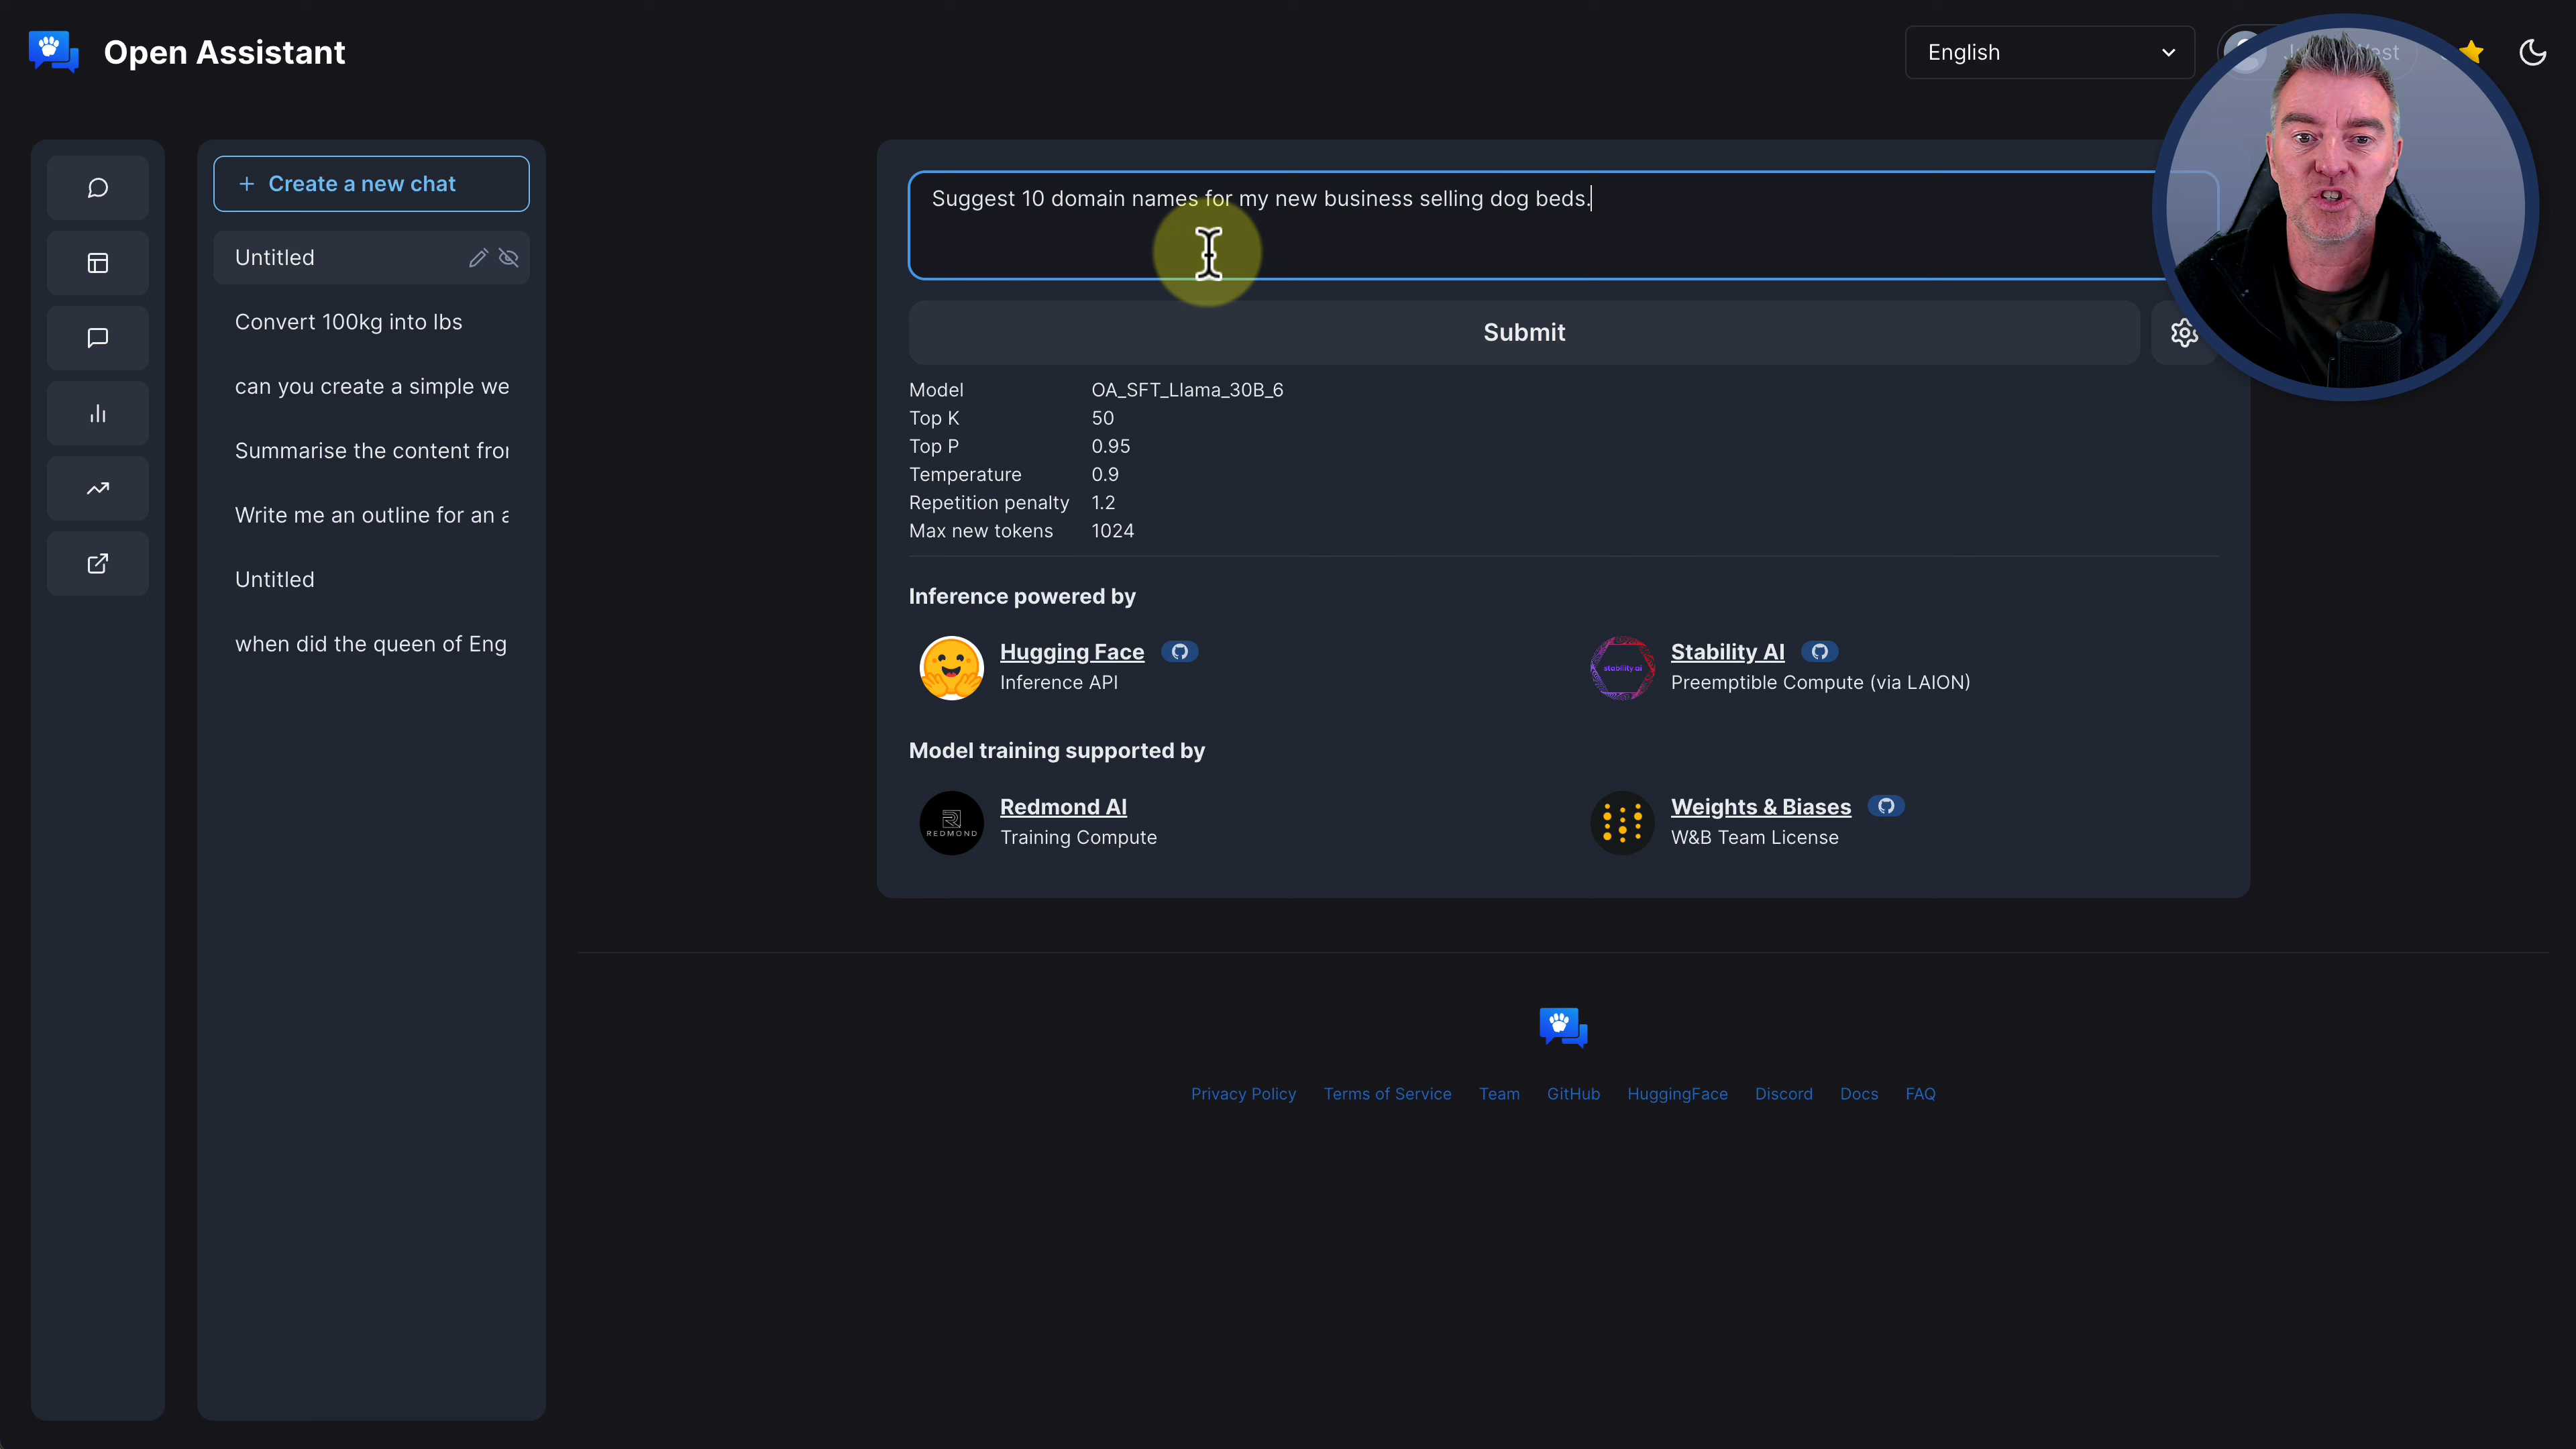 Open Assistant
English
Create a new chat
Untitled
Convert 100kg into lbs
can you create a simple we
Summarise the content from
Write me an outline for an a
Untitled
when did the queen of Eng
Suggest 10 domain names for my new business selling dog beds.
Submit
Model OA_SFT_Llama_30B_6
Top K 50
Top P 0.95
Temperature 0.9
Repetition penalty 1.2
Max new tokens 1024
Inference powered by
Hugging Face
Inference API
stability ai
Stability AI
Preemptible Compute (via LAION)
Model training supported by
REDMOND
Redmond AI
Training Compute
Weights & Biases
W&B Team License
Privacy Policy Terms of Service Team GitHub HuggingFace Discord Docs FAQ